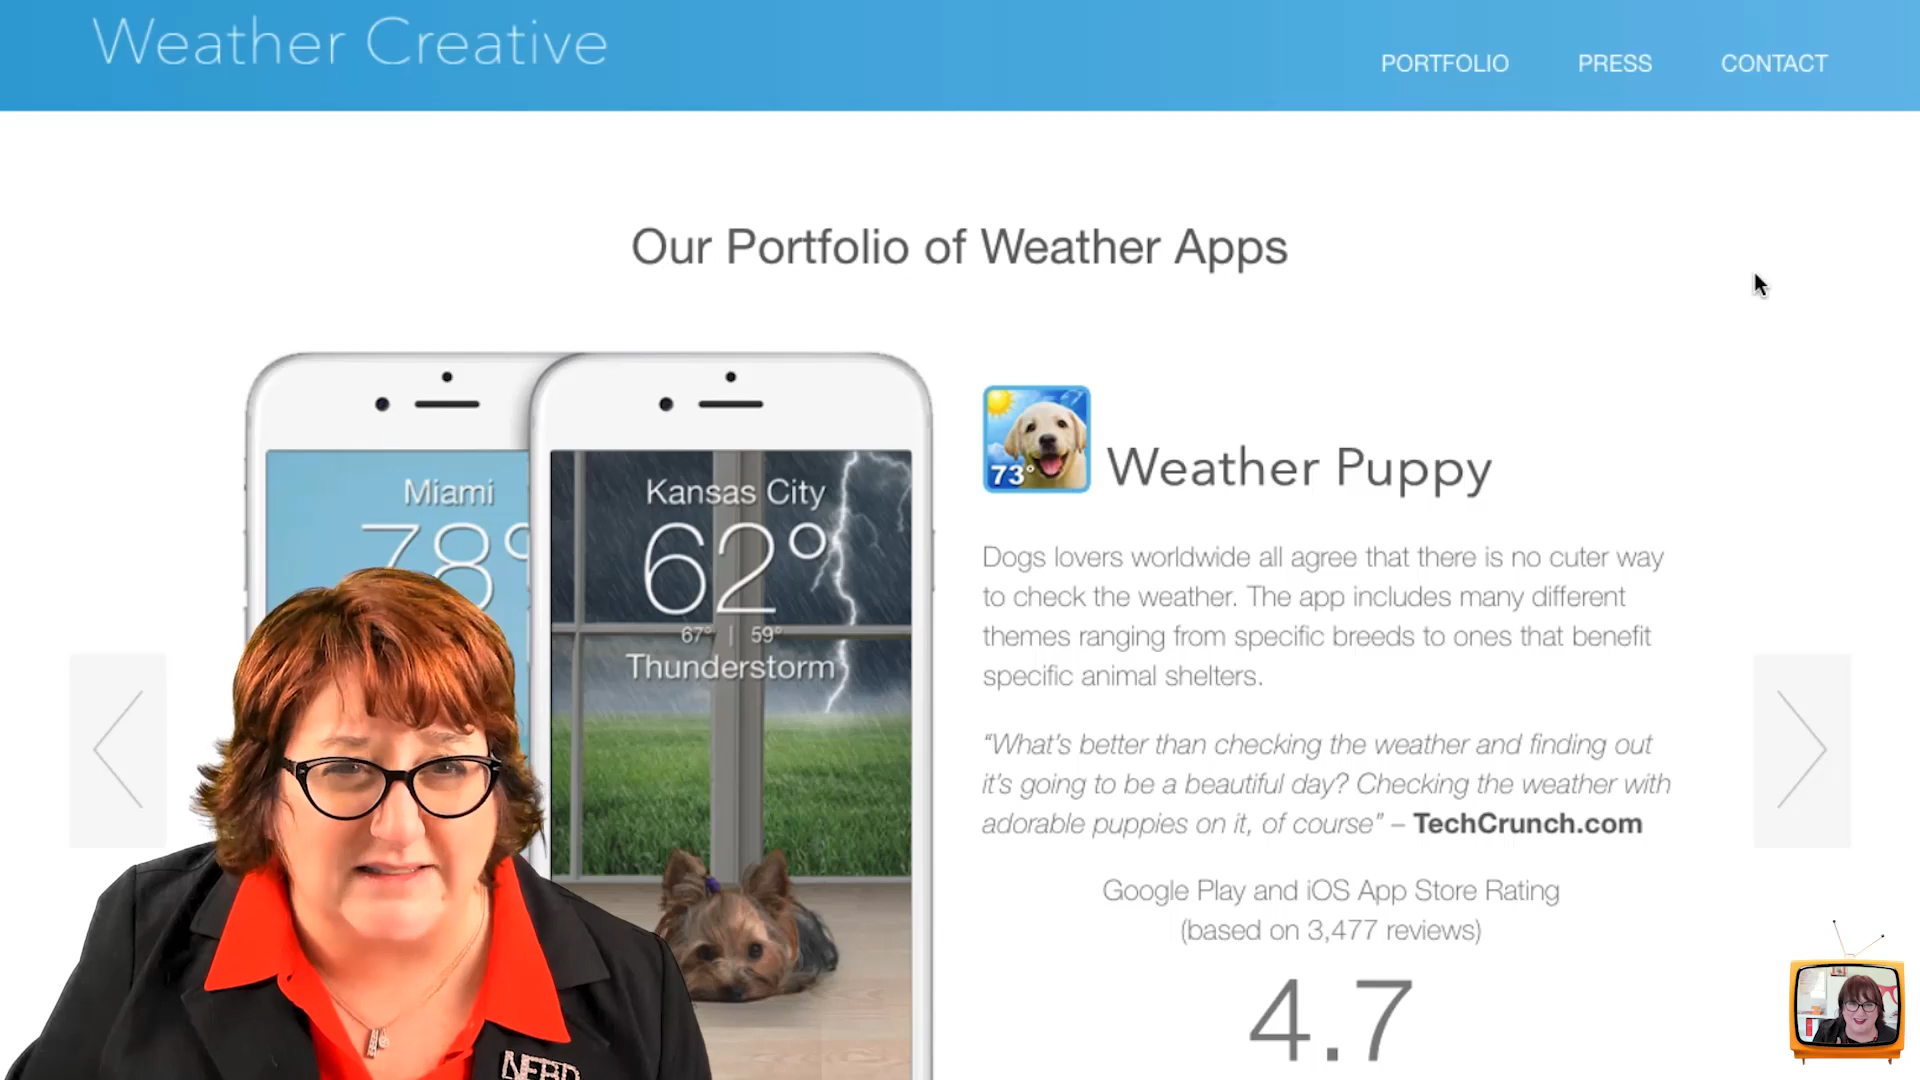 Weather Creative
PORTFOLIO PRESS CONTACT
Our Portfolio of Weather Apps
Miami
78°
Kansas City
62°
67° | 59°
Thunderstorm
73°
Weather Puppy
Dogs lovers worldwide all agree that there is no cuter way
to check the weather. The app includes many different
themes ranging from specific breeds to ones that benefit
specific animal shelters.
“What’s better than checking the weather and finding out
it’s going to be a beautiful day? Checking the weather with
adorable puppies on it, of course” – TechCrunch.com
Google Play and iOS App Store Rating
(based on 3,477 reviews)
4.7
NERD